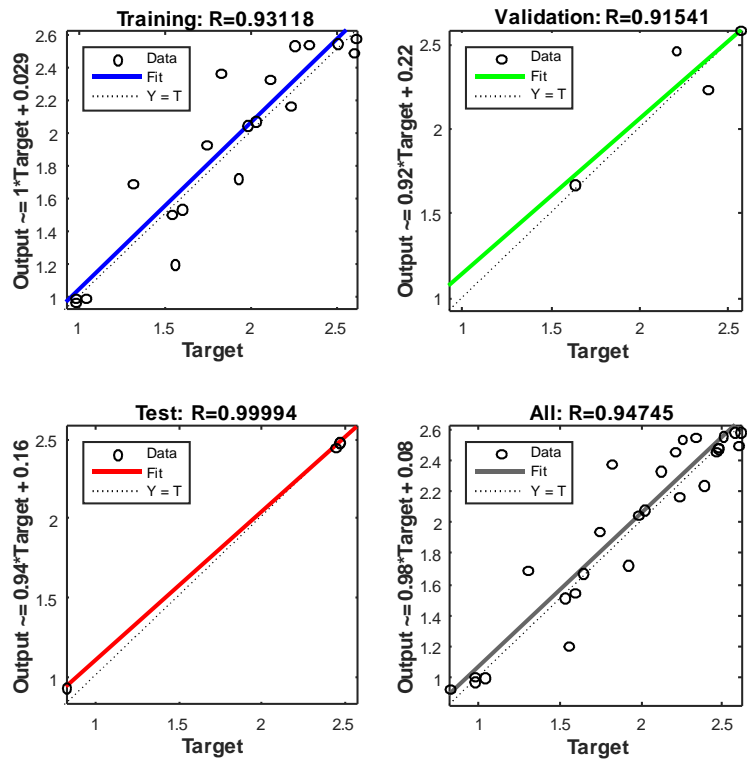 Training: R=0.93118
Output ~= 1*Target + 0.029
2.6
2.4
2.2
2
1.8
1.6
1.4
1.2
1
Data
Fit
Y = T
1
1.5
2
2.5
Target
Validation: R=0.91541
Output ~= 0.92*Target + 0.22
2.5
2
1.5
1
Data
Fit
Y = T
1
1.5
2
2.5
Target
Test: R=0.99994
Output ~= 0.94*Target + 0.16
2.5
2
1.5
1
Data
Fit
Y = T
1
1.5
2
2.5
Target
All: R=0.94745
Output ~= 0.98*Target + 0.08
2.6
2.4
2.2
2
1.8
1.6
1.4
1.2
1
Data
Fit
Y = T
1
1.5
2
2.5
Target